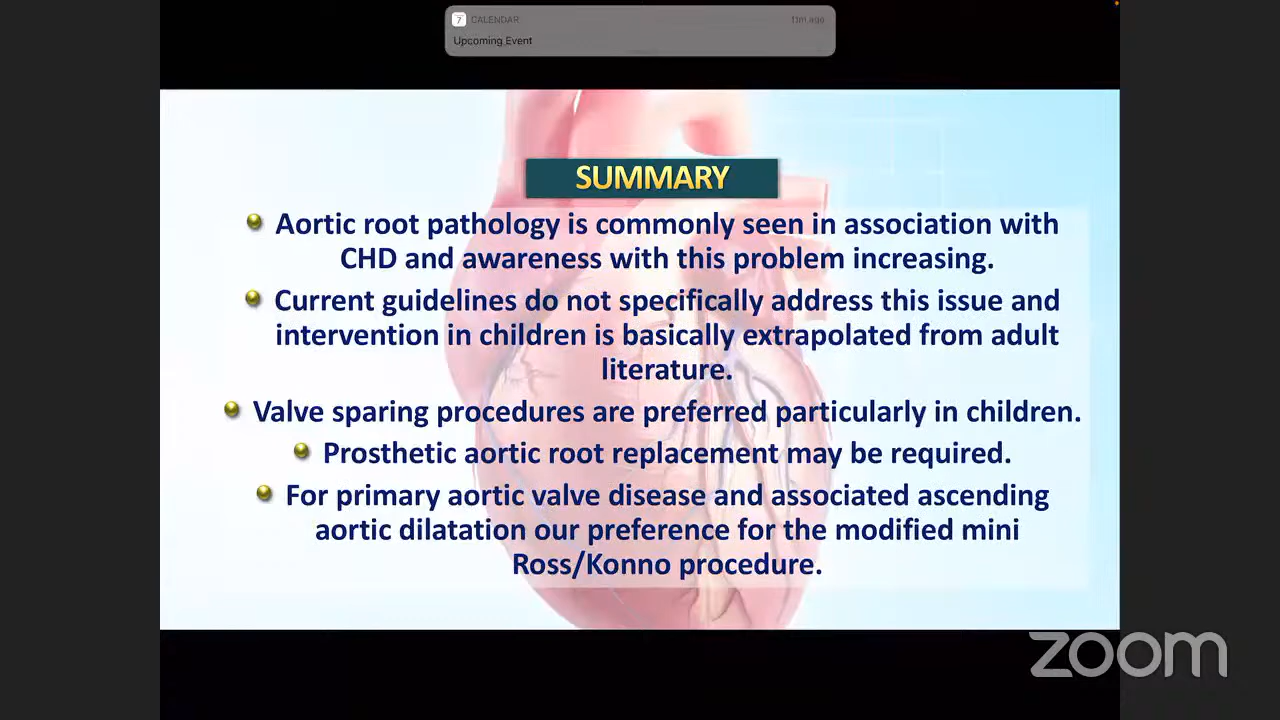 7 CALENDAR 11m ago
Upcoming Event
SUMMARY
Aortic root pathology is commonly seen in association with
CHD and awareness with this problem increasing.
Current guidelines do not specifically address this issue and
intervention in children is basically extrapolated from adult
literature.
Valve sparing procedures are preferred particularly in children.
Prosthetic aortic root replacement may be required.
For primary aortic valve disease and associated ascending
aortic dilatation our preference for the modified mini
Ross/Konno procedure.
zoom